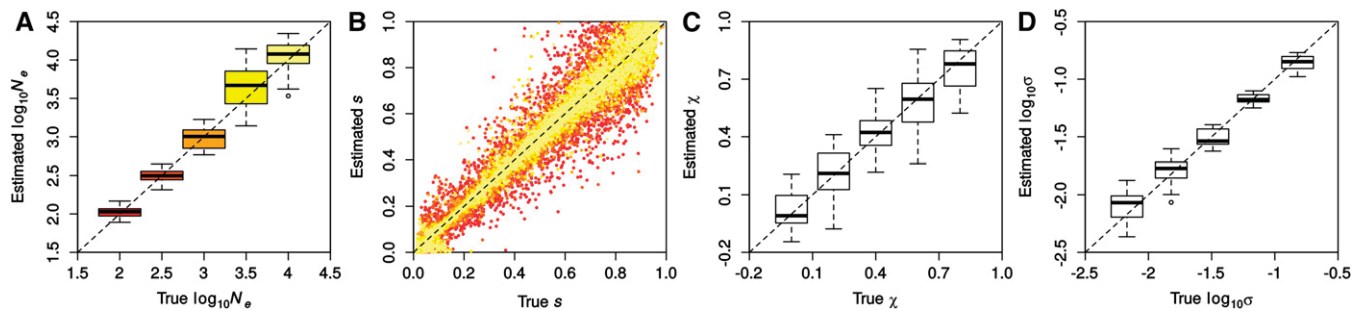 A
Estimated log10Ne
4.5
4.0
3.5
3.0
2.5
2.0
1.5
1.5 2 2.5 3 3.5 4 4.5
True log10Ne
B
Estimated s
1.0
0.8
0.6
0.4
0.2
0.0
0.0 0.2 0.4 0.6 0.8 1.0
True s
C
Estimated χ
1.0
0.7
0.4
0.1
-0.2
-0.2 0.1 0.4 0.7 1.0
True χ
D
Estimated log10σ
-0.5
-1.0
-1.5
-2.0
-2.5
-2.5 -2 -1.5 -1 -0.5
True log10σ